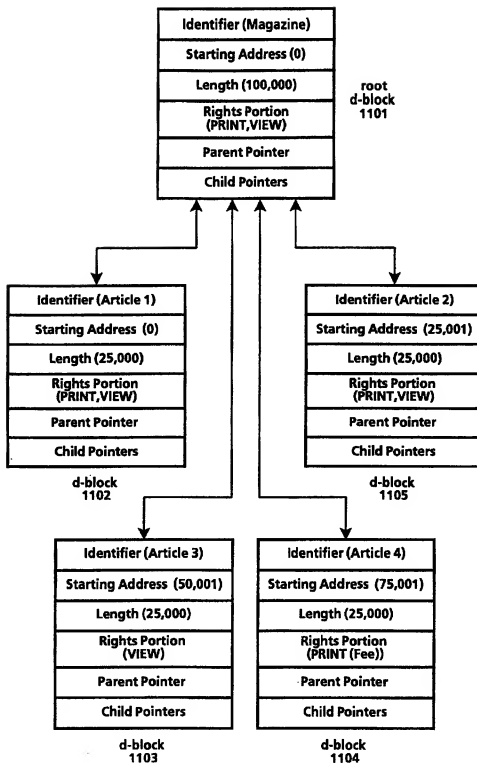 Identifier (Magazine)
Starting Address (0)
Length (100,000)
Rights Portion
(PRINT,VIEW)
Parent Pointer
Child Pointers
root
d-block
1101
Identifier (Article 1)
Starting Address (0)
Length (25,000)
Rights Portion
(PRINT,VIEW)
Parent Pointer
Child Pointers
d-block
1102
Identifier (Article 2)
Starting Address (25,001)
Length (25,000)
Rights Portion
(PRINT,VIEW)
Parent Pointer
Child Pointers
d-block
1105
Identifier (Article 3)
Starting Address (50,001)
Length (25,000)
Rights Portion
(VIEW)
Parent Pointer
Child Pointers
d-block
1103
Identifier (Article 4)
Starting Address (75,001)
Length (25,000)
Rights Portion
(PRINT (Fee))
Parent Pointer
Child Pointers
d-block
1104